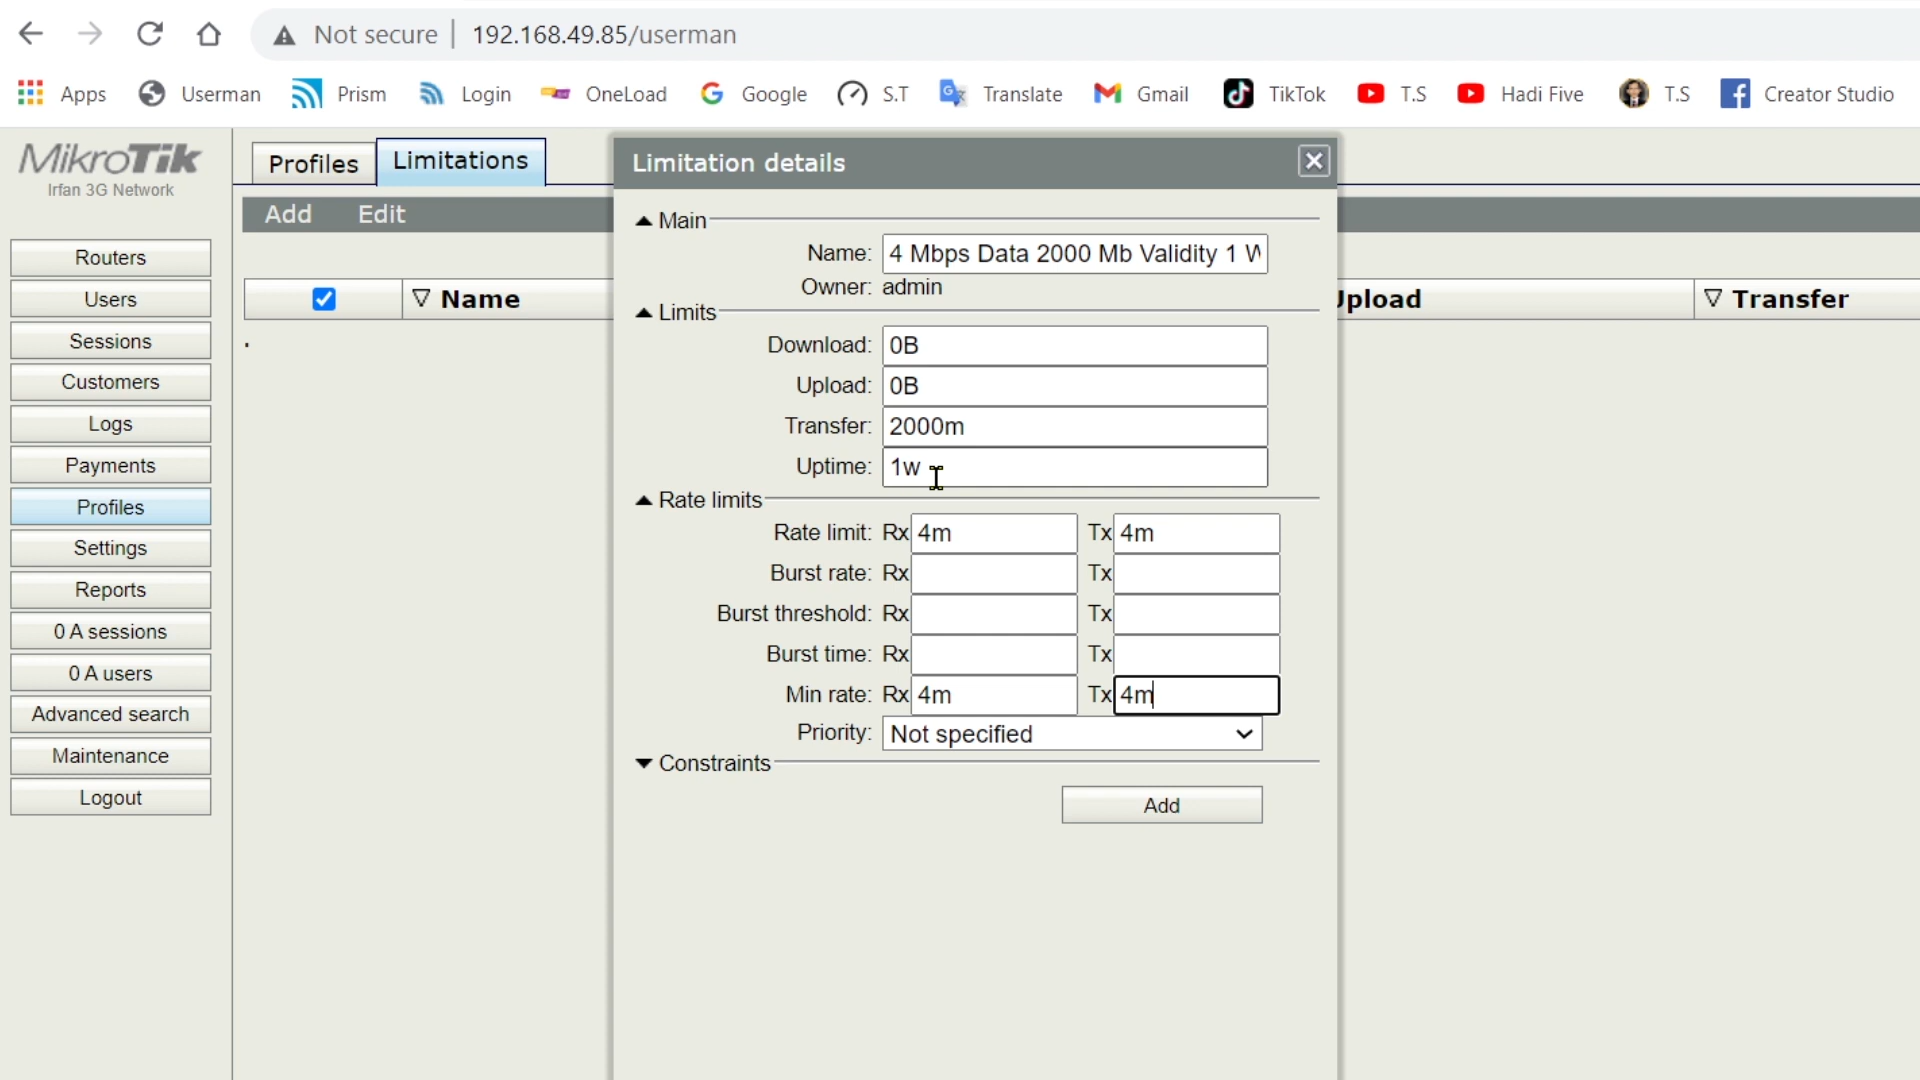 Not secure | 192.168.49.85/userman
Apps Userman Prism Login OneLoad Google S.T Translate Gmail TikTok T.S Hadi Five T.S Creator Studio
MikroTik
Irfan 3G Network
Routers
Users
Sessions
Customers
Logs
Payments
Profiles
Settings
Reports
0 A sessions
0 A users
Advanced search
Maintenance
Logout
Profiles Limitations
Add Edit
Name Upload Transfer
Limitation details
Main
Name: 4 Mbps Data 2000 Mb Validity 1 W
Owner: admin
Limits
Download: 0B
Upload: 0B
Transfer: 2000m
Uptime: 1w
Rate limits
Rate limit: Rx 4m Tx 4m
Burst rate: Rx Tx
Burst threshold: Rx Tx
Burst time: Rx Tx
Min rate: Rx 4m Tx 4m
Priority: Not specified
Constraints
Add